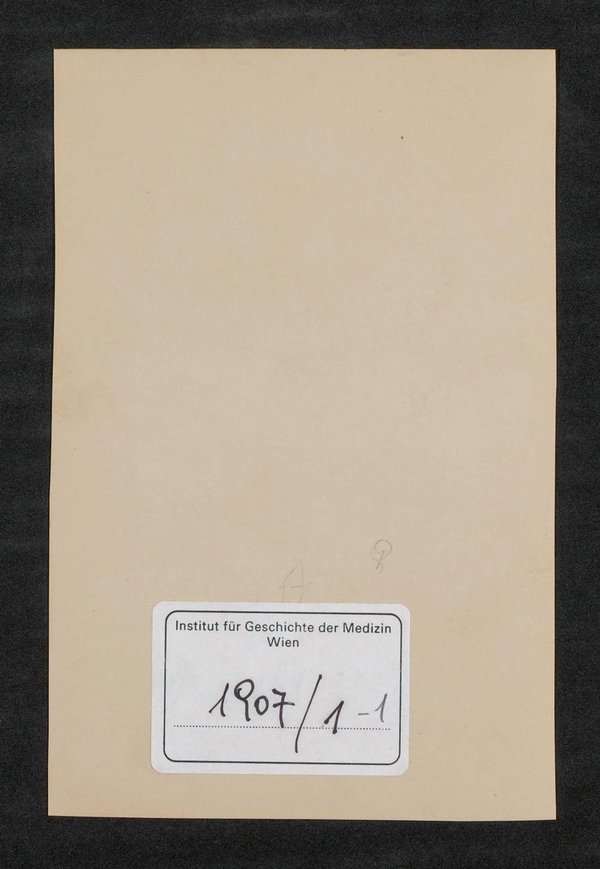 Institut für Geschichte der Medizin
Wien
1907/1-1